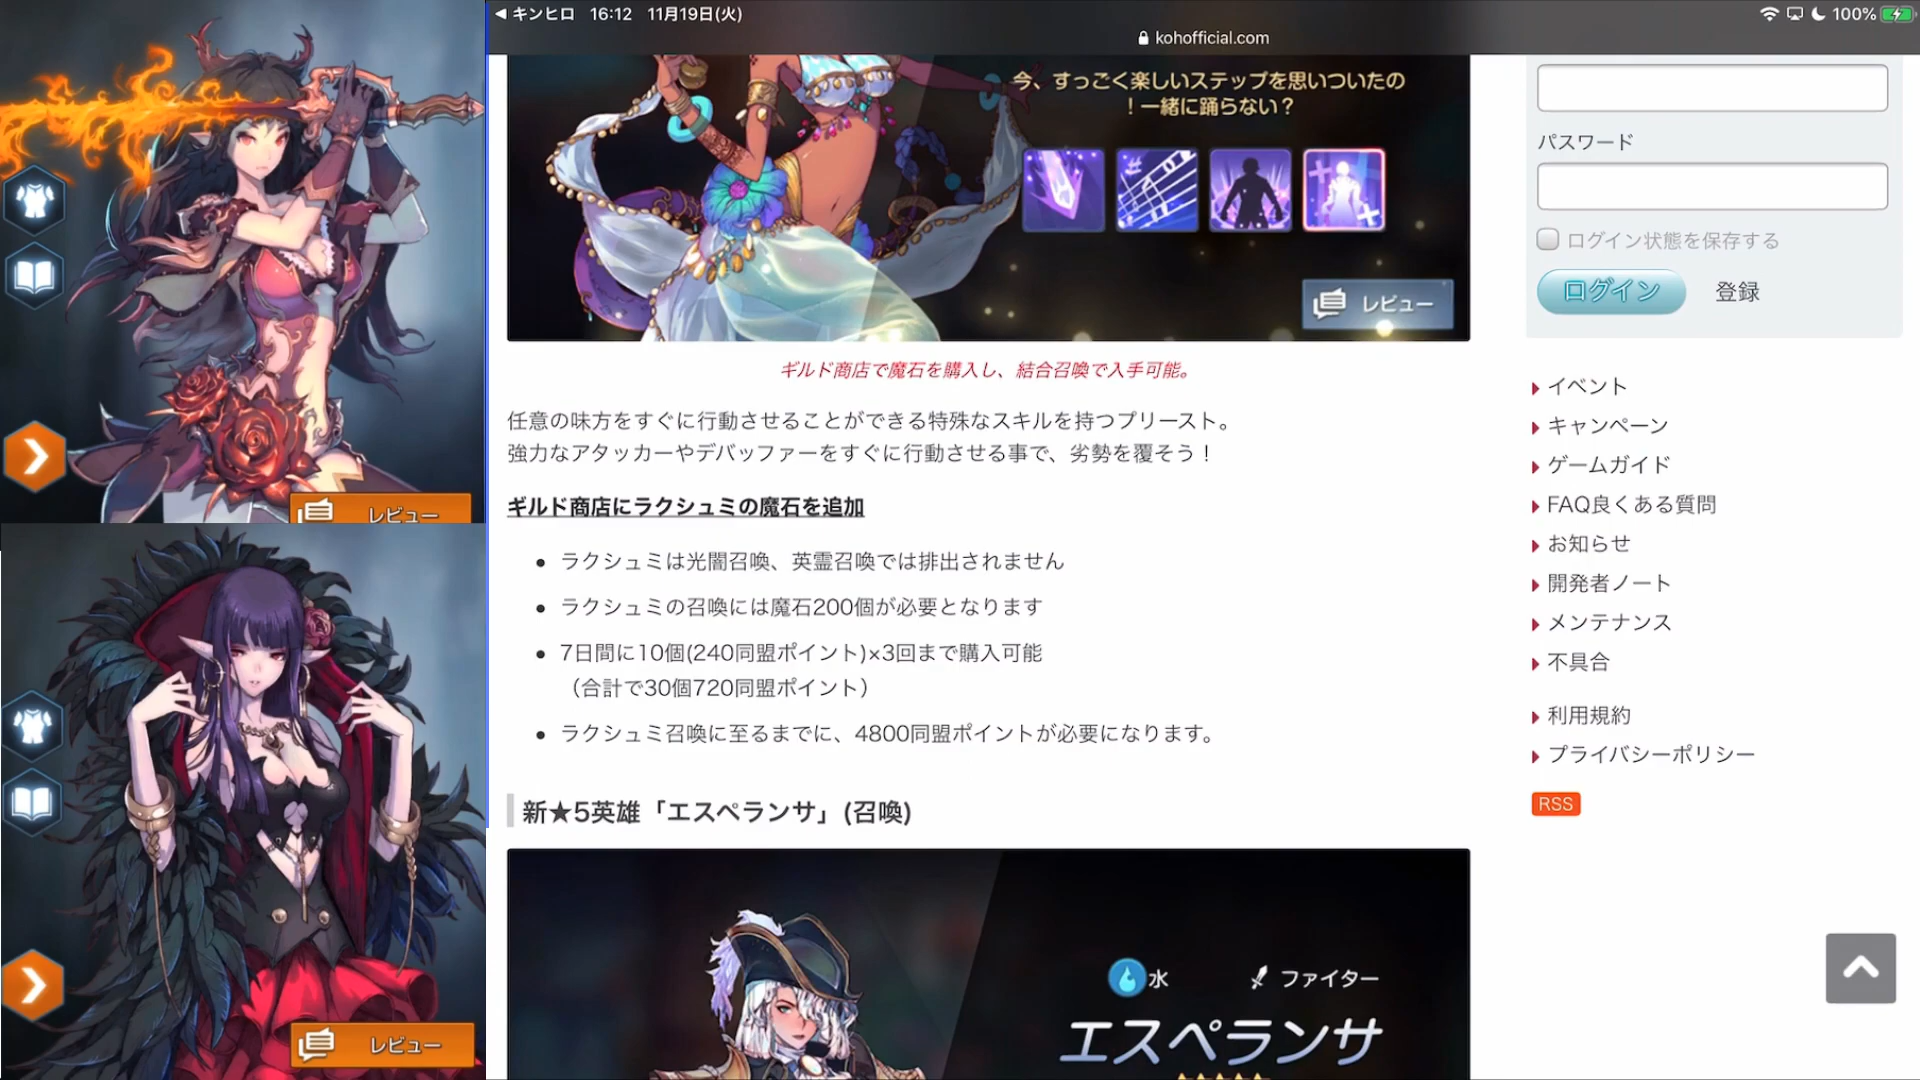 キンヒロ 16:12 11月19日(火)
100%
kohofficial.com
今、すっごく楽しいステップを思いついたの
！一緒に踊らない？
レビュー
ギルド商店で魔石を購入し、結合召喚で入手可能。
任意の味方をすぐに行動させることができる特殊なスキルを持つプリースト。
強力なアタッカーやデバッファーをすぐに行動させる事で、劣勢を覆そう！
ギルド商店にラクシュミの魔石を追加
ラクシュミは光闇召喚、英霊召喚では排出されません
ラクシュミの召喚には魔石200個が必要となります
7日間に10個(240同盟ポイント)×3回まで購入可能
（合計で30個720同盟ポイント）
ラクシュミ召喚に至るまでに、4800同盟ポイントが必要になります。
新★5英雄「エスペランサ」(召喚)
水 ファイター
エスペランサ
パスワード
ログイン状態を保存する
ログイン 登録
イベント
キャンペーン
ゲームガイド
FAQ良くある質問
お知らせ
開発者ノート
メンテナンス
不具合
利用規約
プライバシーポリシー
RSS
レビュー
レビュー